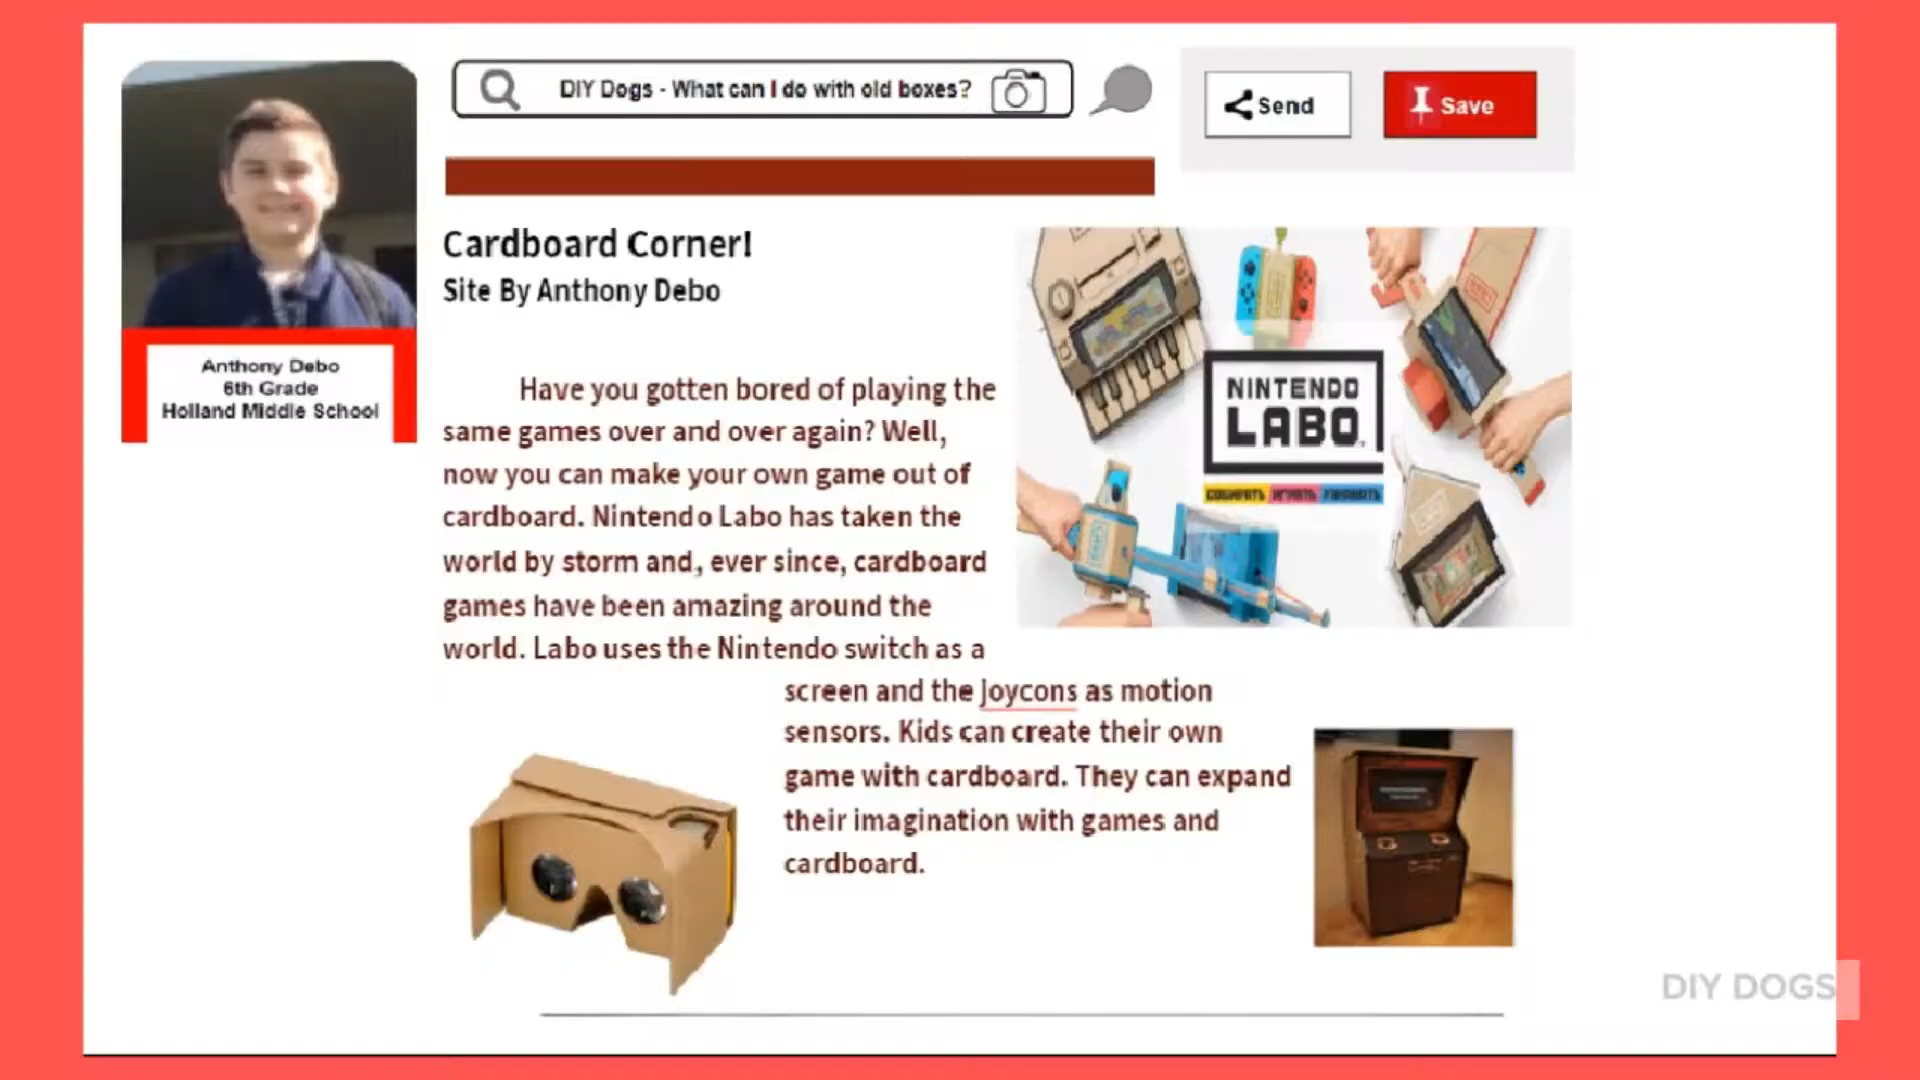 DIY Dogs - What can I do with old boxes?
Send
Save
Anthony Debo
6th Grade
Holland Middle School
Cardboard Corner!
Site By Anthony Debo
Have you gotten bored of playing the
same games over and over again? Well,
now you can make your own game out of
cardboard. Nintendo Labo has taken the
world by storm and, ever since, cardboard
games have been amazing around the
world. Labo uses the Nintendo switch as a
screen and the joycons as motion
sensors. Kids can create their own
game with cardboard. They can expand
their imagination with games and
cardboard.
NINTENDO
LABO
DIY DOGS